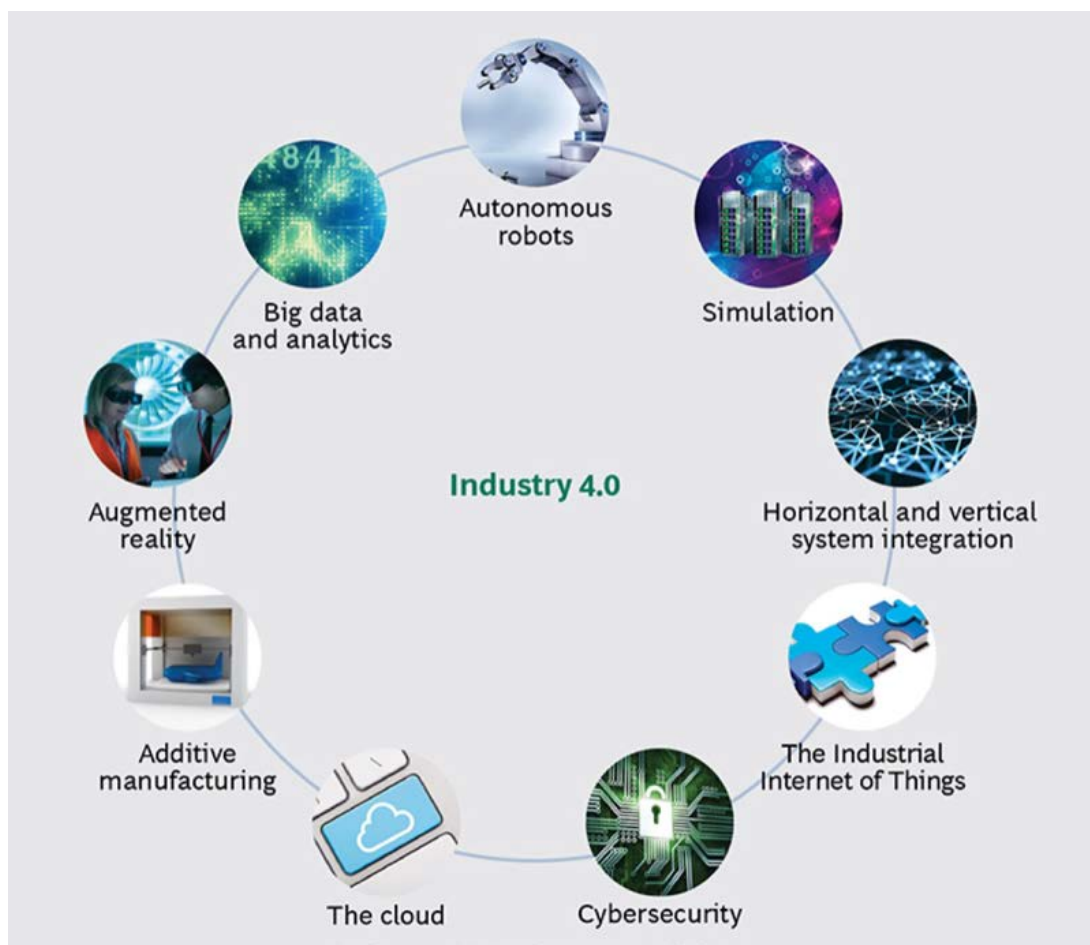 Autonomous
robots
Simulation
Horizontal and vertical
system integration
The Industrial
Internet of Things
Cybersecurity
The cloud
Additive
manufacturing
Augmented
reality
Big data
and analytics
48415
Industry 4.0